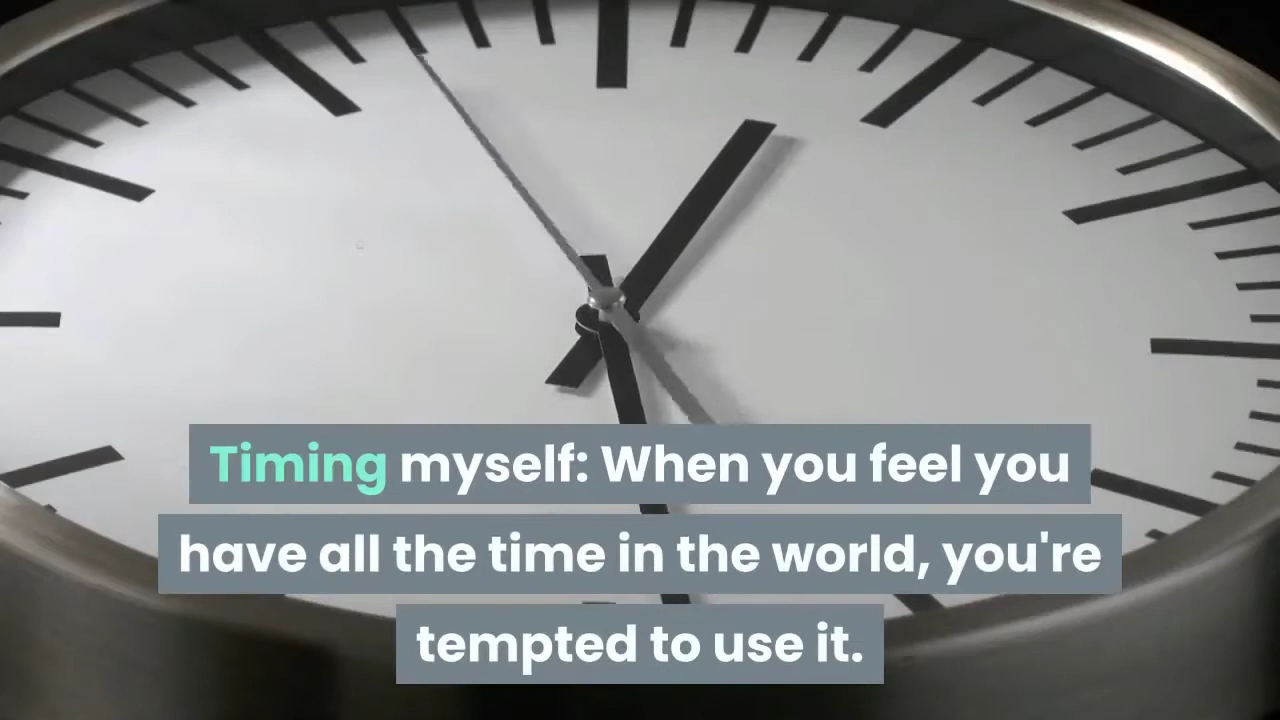 Timing myself: When you feel you
have all the time in the world, you're
tempted to use it.